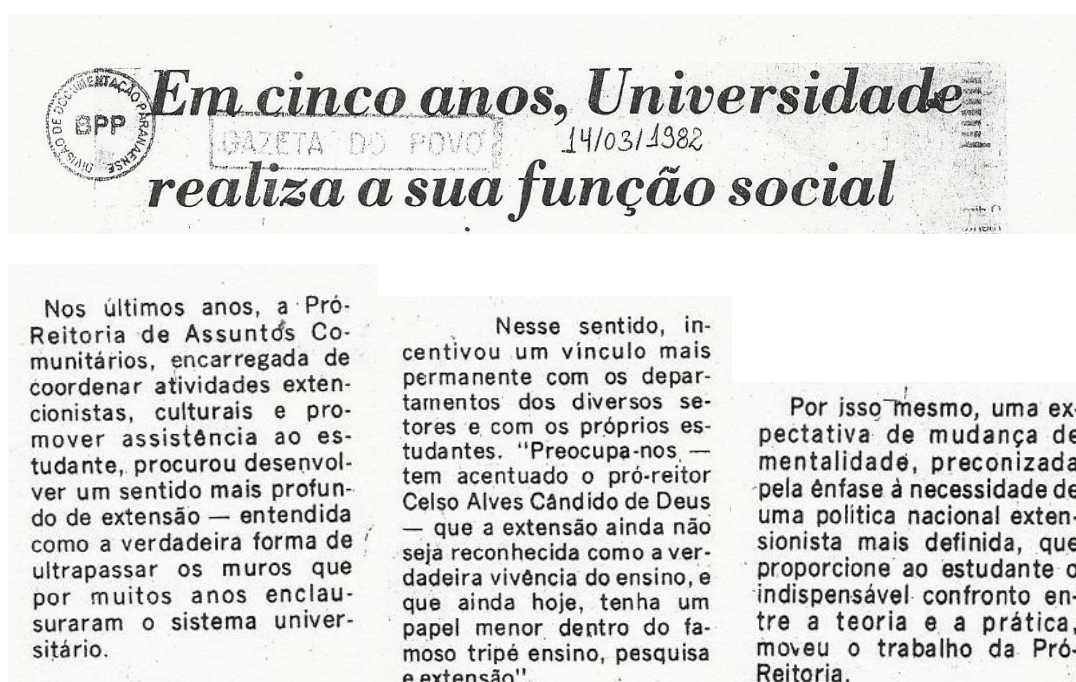 DIVISÃO DE DOCUMENTAÇÃO PARANAENSE
BPP
Em cinco anos, Universidade
GAZETA DO POVO
14/03/1982
realiza a sua função social
Nos últimos anos, a Pró-
Reitoria de Assuntos Co-
munitários, encarregada de
coordenar atividades exten-
cionistas, culturais e pro-
mover assistência ao es-
tudante, procurou desenvol-
ver um sentido mais profun-
do de extensão — entendida
como a verdadeira forma de
ultrapassar os muros que
por muitos anos enclau-
suraram o sistema univer-
sitário.
Nesse sentido, in-
centivou um vínculo mais
permanente com os depar-
tamentos dos diversos se-
tores e com os próprios es-
tudantes. "Preocupa-nos —
tem acentuado o pró-reitor
Celso Alves Cândido de Deus
— que a extensão ainda não
seja reconhecida como a ver-
dadeira vivência do ensino, e
que ainda hoje, tenha um
papel menor dentro do fa-
moso tripé ensino, pesquisa
e extensão".
Por isso mesmo, uma ex-
pectativa de mudança de
mentalidade, preconizada
pela ênfase à necessidade de
uma política nacional exten-
sionista mais definida, que
proporcione ao estudante o
indispensável confronto en-
tre a teoria e a prática,
moveu o trabalho da Pró-
Reitoria.